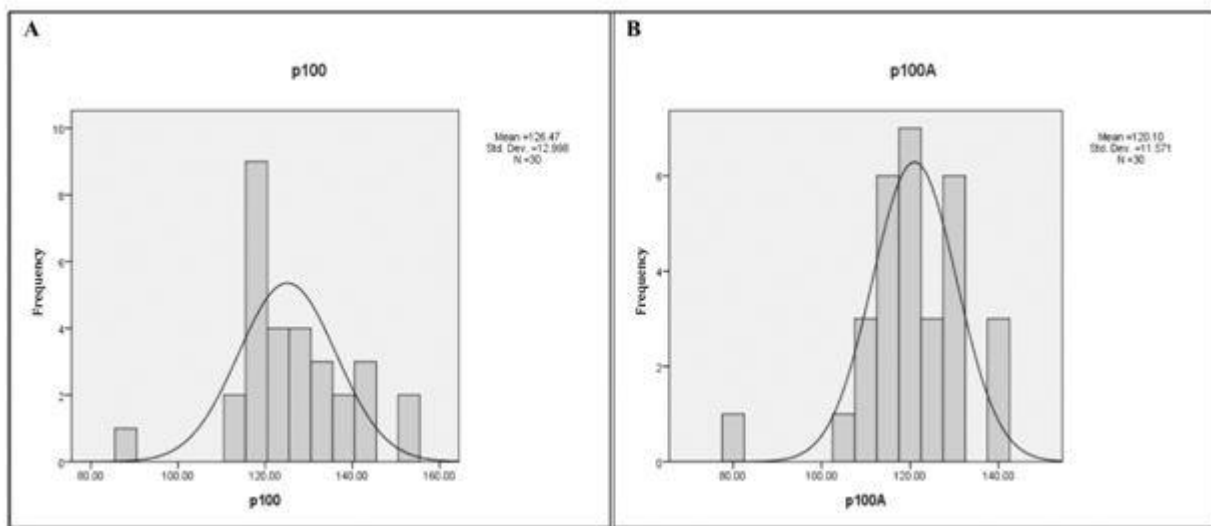 A
p100
Mean =126.47
Std. Dev. =12.998
N =30
Frequency
10
8
6
4
2
0
80.00 100.00 120.00 140.00 160.00
p100
B
p100A
Mean =120.10
Std. Dev. =11.571
N =30
Frequency
6
4
2
0
80.00 100.00 120.00 140.00
p100A